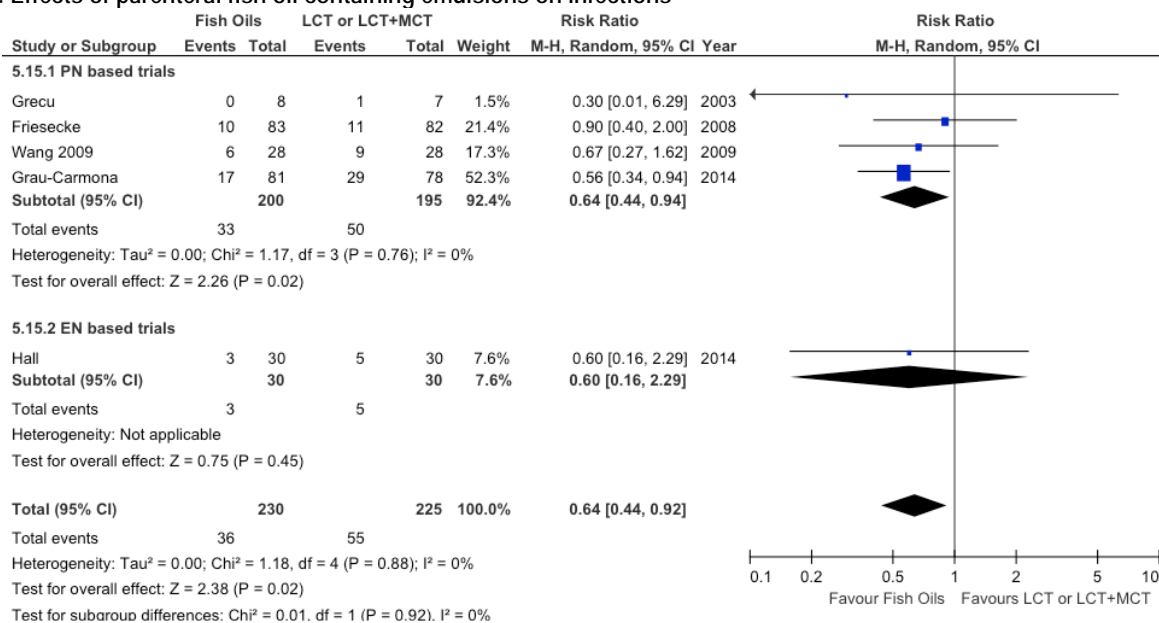 Effects of parenteral fish oil containing emulsions on infections
Fish Oils LCT or LCT+MCT Risk Ratio Risk Ratio
Study or Subgroup Events Total Events Total Weight M-H, Random, 95% CI Year M-H, Random, 95% CI
5.15.1 PN based trials
Grecu 0 8 1 7 1.5% 0.30 [0.01, 6.29] 2003
Friesecke 10 83 11 82 21.4% 0.90 [0.40, 2.00] 2008
Wang 2009 6 28 9 28 17.3% 0.67 [0.27, 1.62] 2009
Grau-Carmona 17 81 29 78 52.3% 0.56 [0.34, 0.94] 2014
Subtotal (95% CI) 200 195 92.4% 0.64 [0.44, 0.94]
Total events 33 50
Heterogeneity: Tau² = 0.00; Chi² = 1.17, df = 3 (P = 0.76); I² = 0%
Test for overall effect: Z = 2.26 (P = 0.02)
5.15.2 EN based trials
Hall 3 30 5 30 7.6% 0.60 [0.16, 2.29] 2014
Subtotal (95% CI) 30 30 7.6% 0.60 [0.16, 2.29]
Total events 3 5
Heterogeneity: Not applicable
Test for overall effect: Z = 0.75 (P = 0.45)
Total (95% CI) 230 225 100.0% 0.64 [0.44, 0.92]
Total events 36 55
Heterogeneity: Tau² = 0.00; Chi² = 1.18, df = 4 (P = 0.88); I² = 0%
Test for overall effect: Z = 2.38 (P = 0.02)
Test for subgroup differences: Chi² = 0.01, df = 1 (P = 0.92), I² = 0%
0.1 0.2 0.5 1 2 5 10
Favour Fish Oils Favours LCT or LCT+MCT